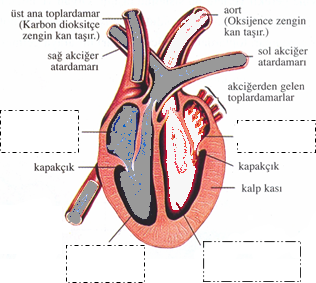 üst ana toplardamar
(Karbon dioksitçe
zengin kan taşır.)
aort
(Oksijence zengin
kan taşır.)
sağ akciğer
atardamarı
sol akciğer
atardamarı
akciğerden gelen
toplardamarlar
kapakçık
kapakçık
kalp kası